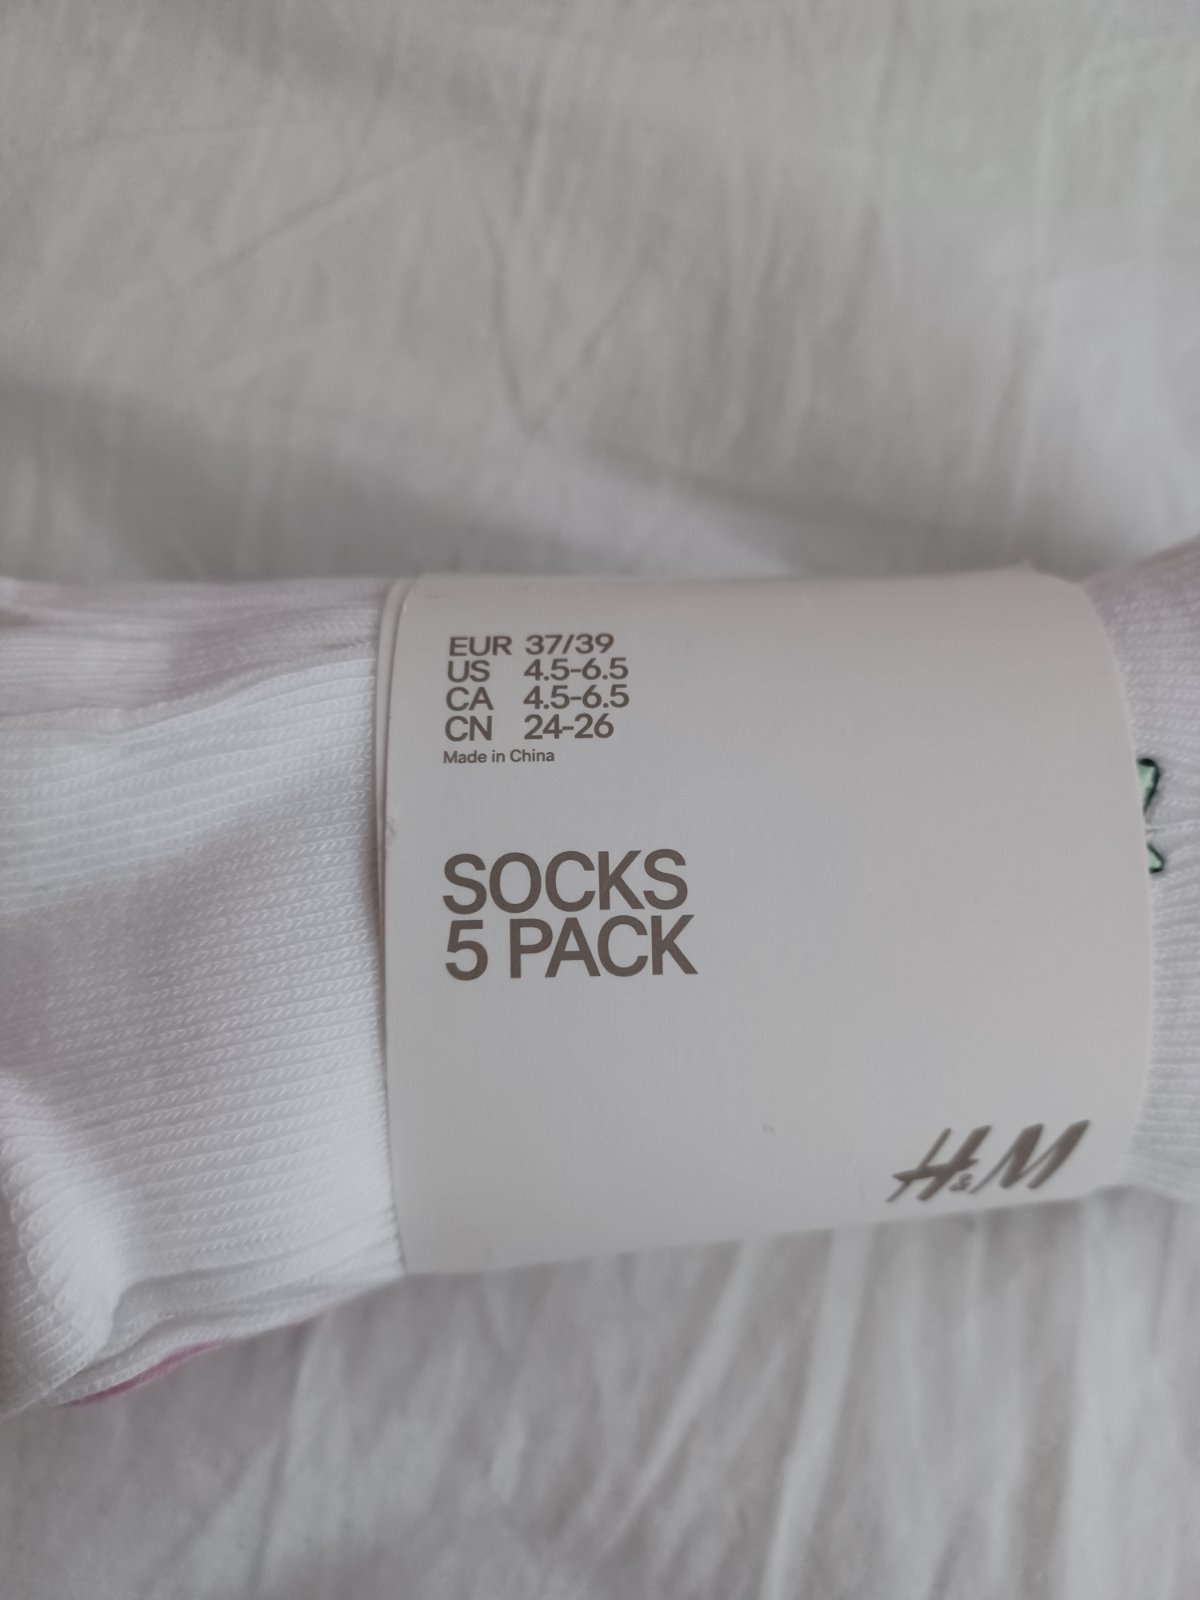 EUR 37/39
US 4.5-6.5
CA 4.5-6.5
CN 24-26
Made in China
SOCKS
5 PACK
H&M